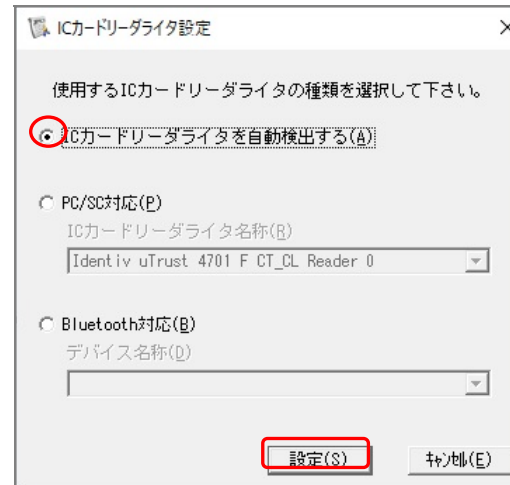 ICカードリーダライタ設定
使用するICカードリーダライタの種類を選択して下さい。
ICカードリーダライタを自動検出する(A)
PC/SC対応(P)
ICカードリーダライタ名称(R)
Identiv uTrust 4701 F CT_CL Reader 0
Bluetooth対応(B)
デバイス名称(D)
設定(S) ｷｬﾝｾﾙ(E)